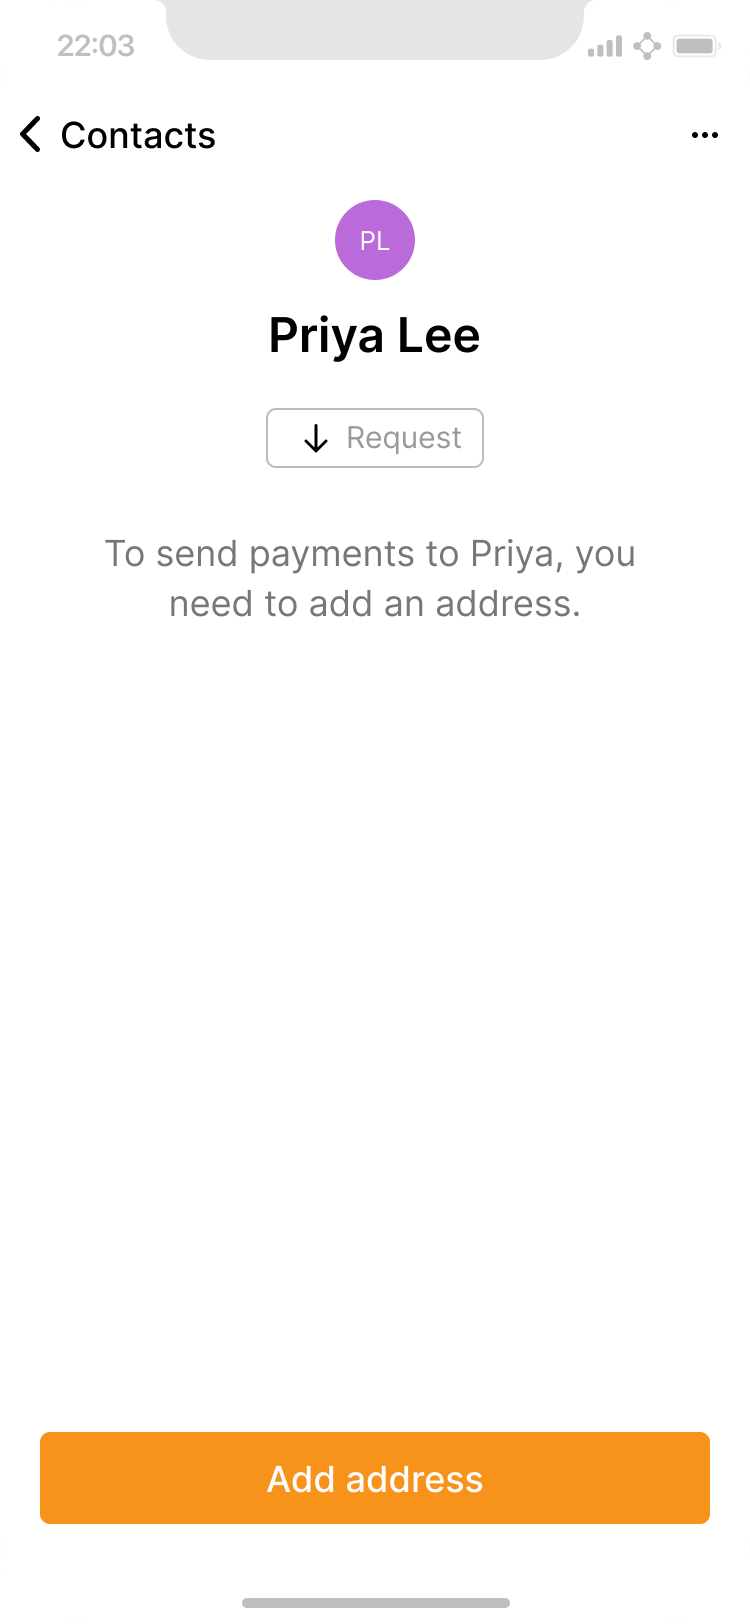 22:03
Contacts
PL
Priya Lee
Request
To send payments to Priya, you
need to add an address.
Add address